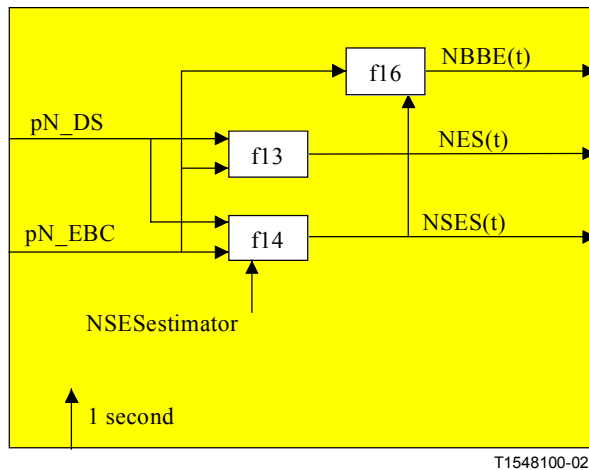 NBBE(t)
f16
pN_DS
NES(t)
f13
NSES(t)
pN_EBC
f14
NSESestimator
1 second
T1548100-02